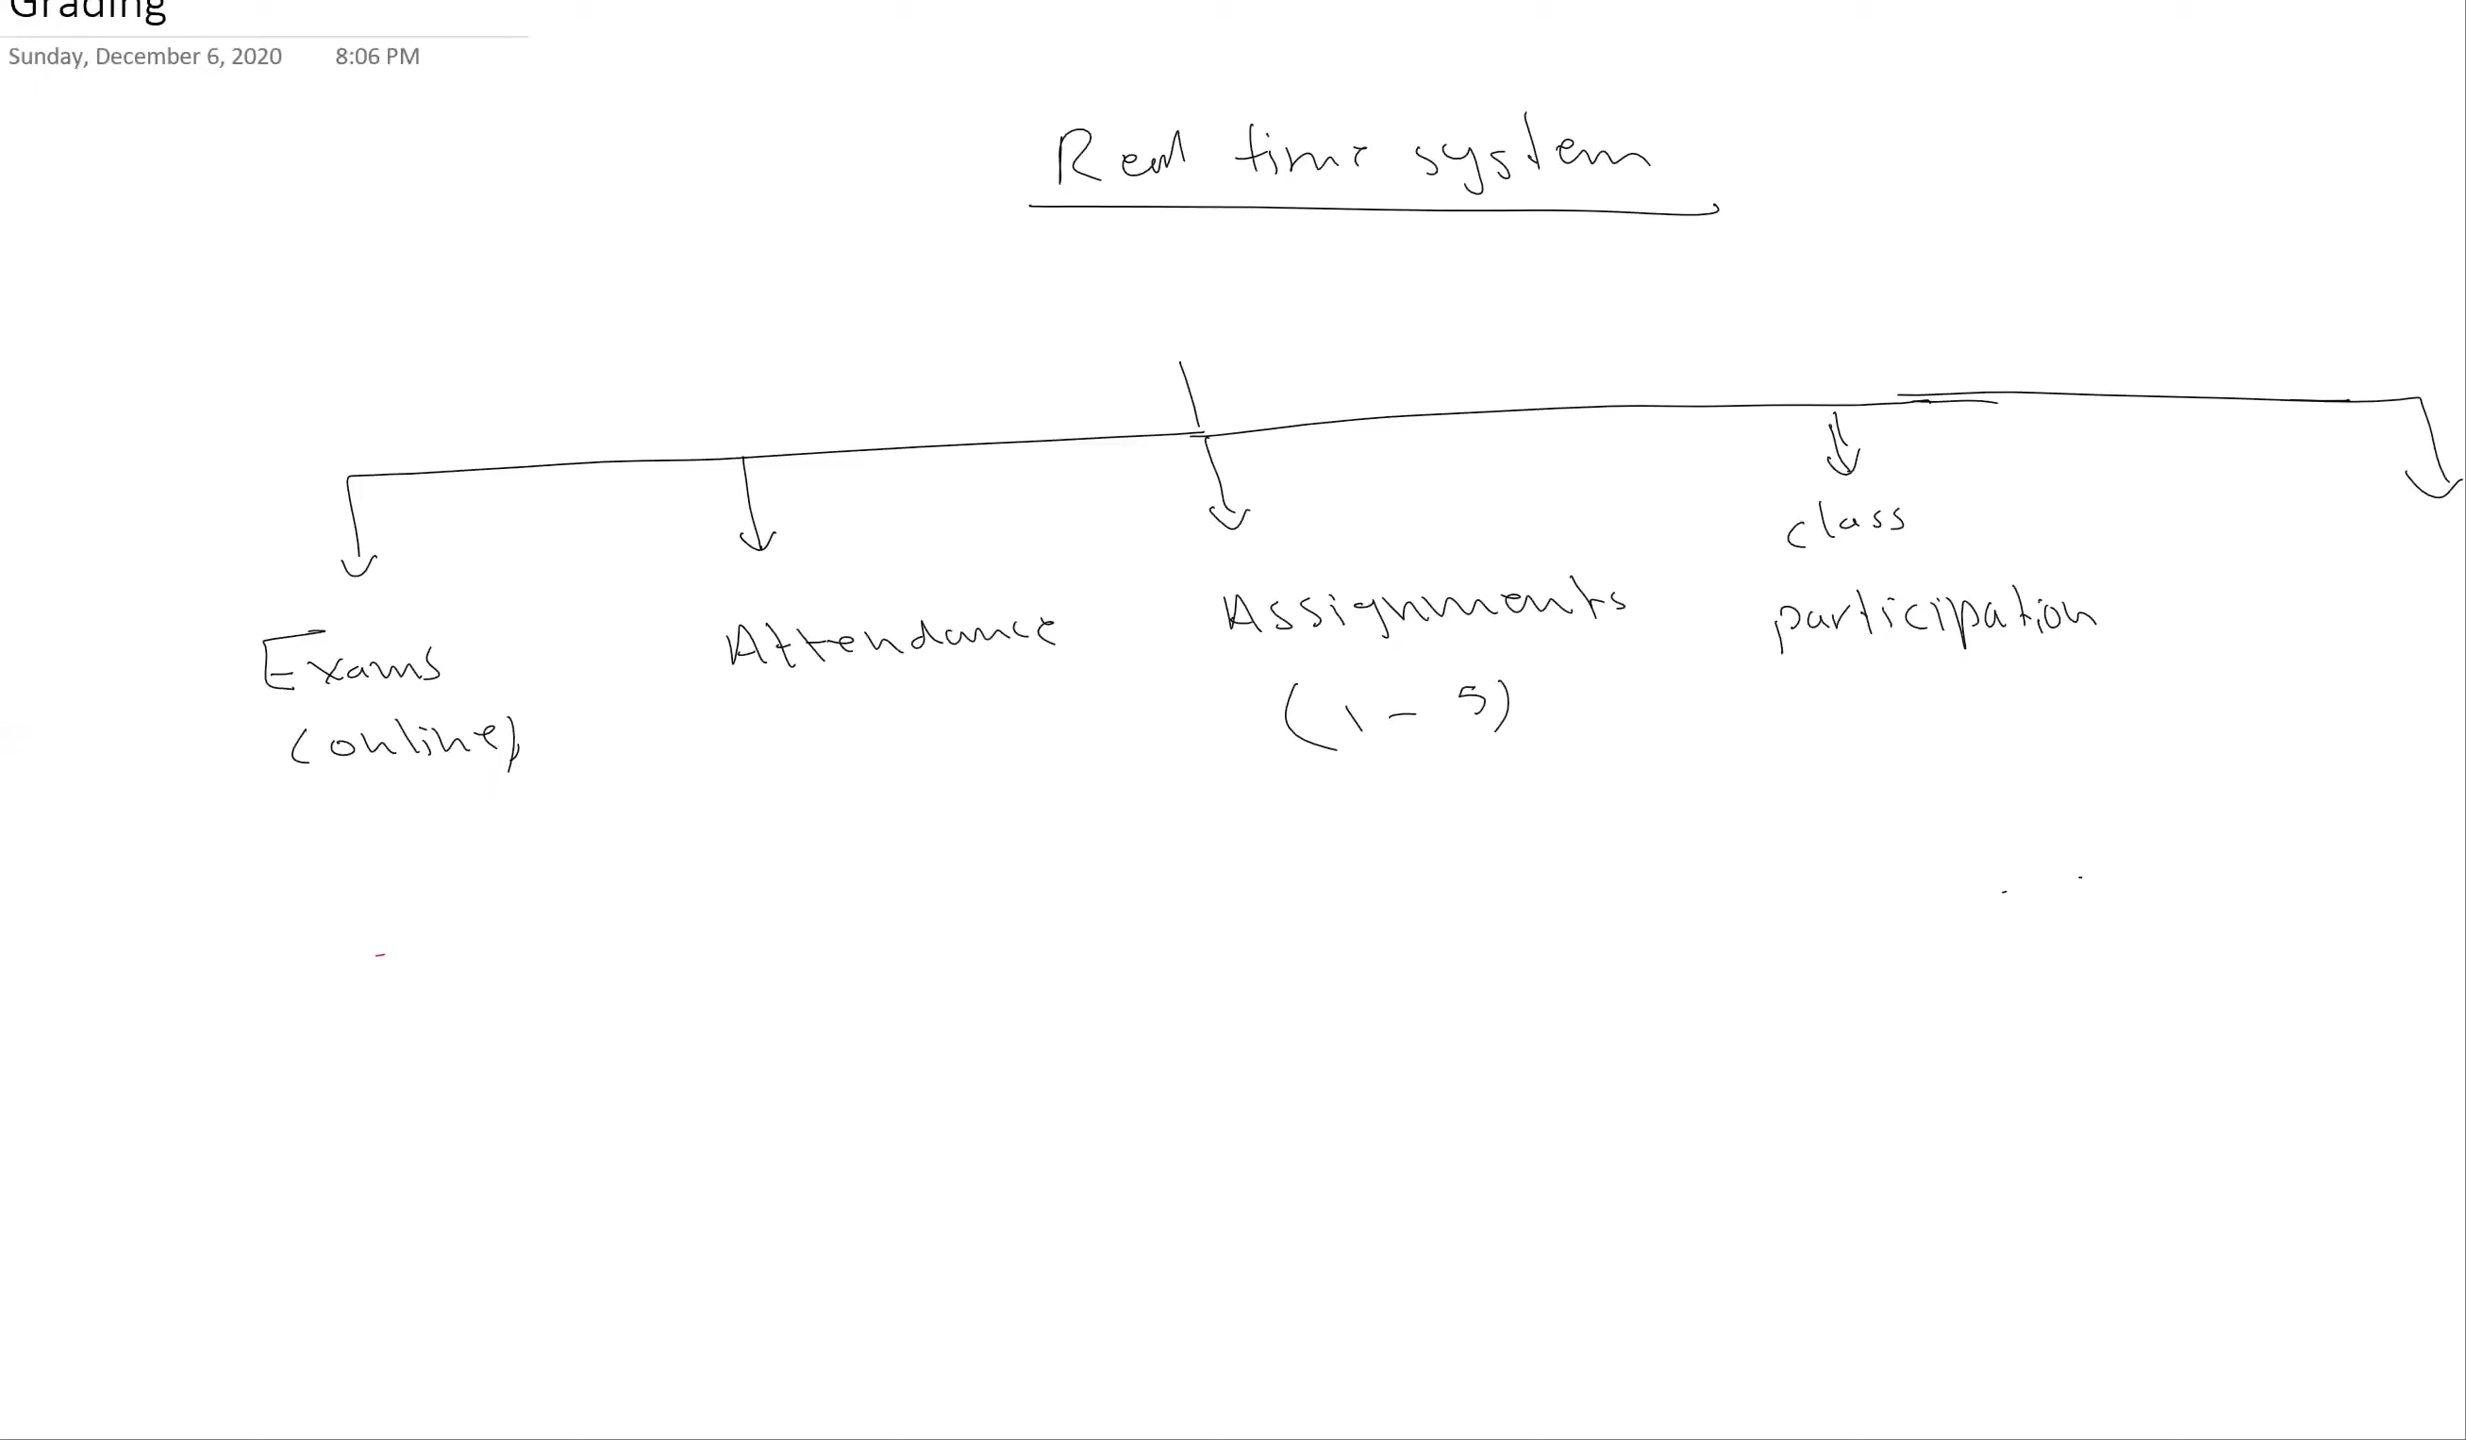 Grading
Sunday, December 6, 2020 8:06 PM
Real time system
class
Exams Attendance Assignments participation
(online) (1 - 5)